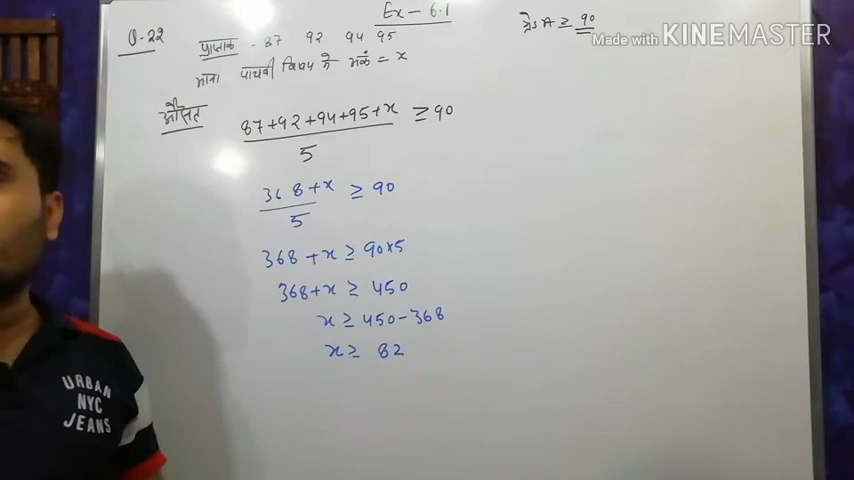 Ex - 6.1
Q-22
प्राप्तांक - 87 92 94 95
ग्रेड A ≥ 90
Made with KINEMASTER
माना पाचवी विषय में अंक = x
औसत
87+92+94+95+x ≥ 90
5
368+x ≥ 90
5
368+x ≥ 90×5
368+x ≥ 450
x ≥ 450-368
x ≥ 82
URBAN
NYC
JEANS